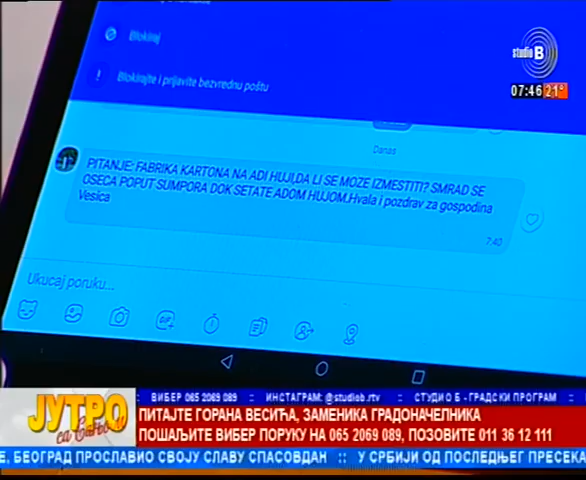 Blokiraj
studio B
Blokirajte i prijavite bezvrednu poštu
07:46 21°
Danas
PITANJE: FABRIKA KARTONA NA ADI HUJI,DA LI SE MOZE IZMESTITI? SMRAD SE
OSECA POPUT SUMPORA DOK SETATE ADOM HUJOM.Hvala i pozdrav za gospodina
Vesica
7:40
Ukucaj poruku...
GIF+
:: ВИБЕР 065 2069 089 :: ИНСТАГРАМ: @studiob.rtv :: СТУДИО Б - ГРАДСКИ ПРОГРАМ ::
ЈУТРО
са
ПИТАЈТЕ ГОРАНА ВЕСИЋА, ЗАМЕНИКА ГРАДОНАЧЕЛНИКА
ПОШАЉИТЕ ВИБЕР ПОРУКУ НА 065 2069 089, ПОЗОВИТЕ 011 36 12 111
Е, БЕОГРАД ПРОСЛАВИО СВОЈУ СЛАВУ СПАСОВДАН :: У СРБИЈИ ОД ПОСЛЕДЊЕГ ПРЕСЕКА